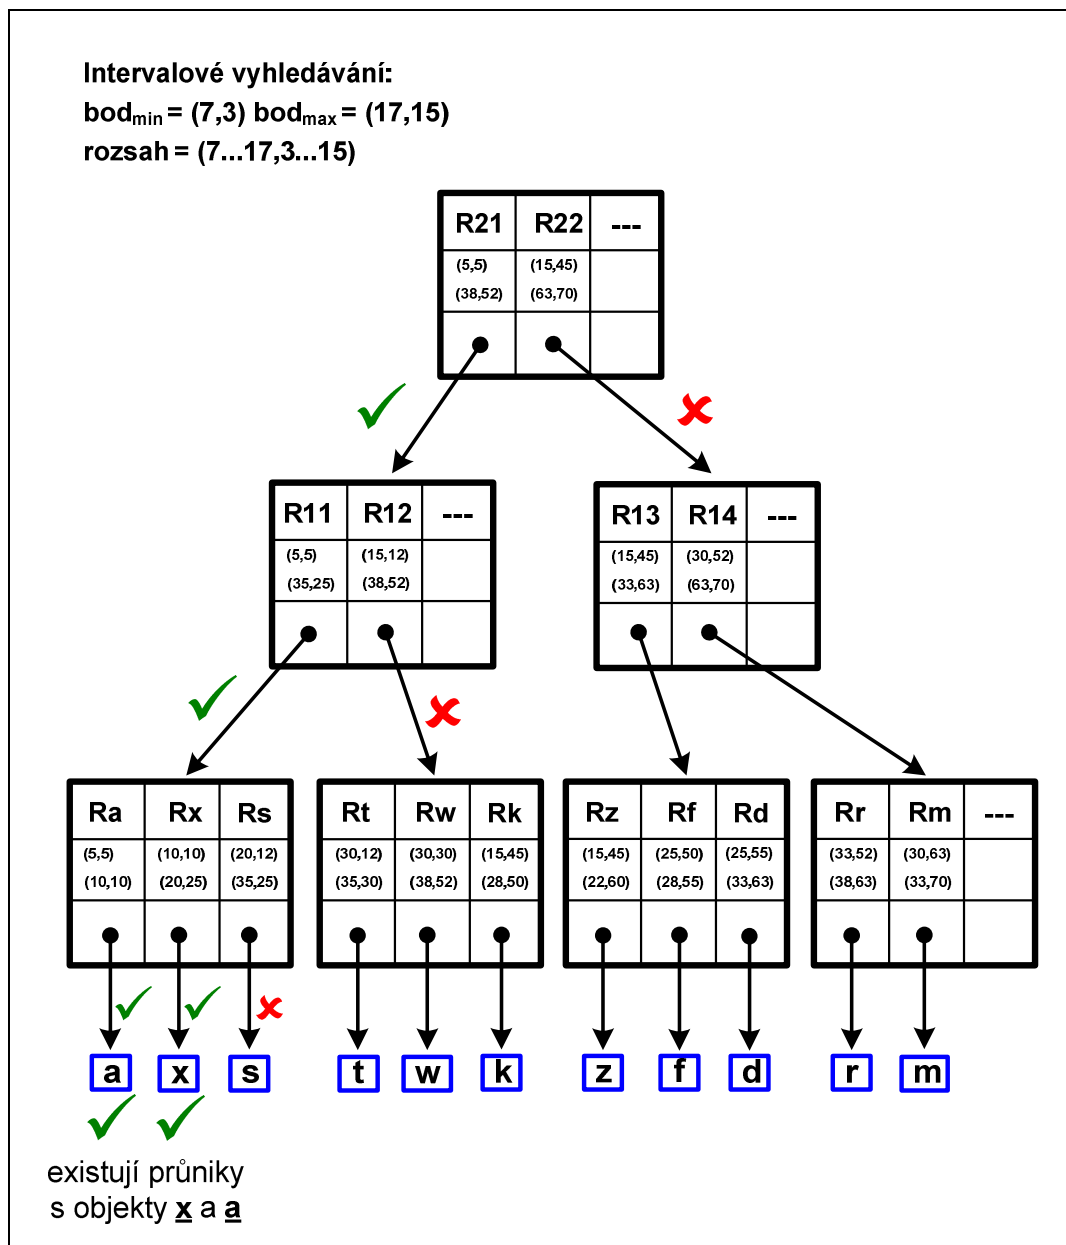 Intervalové vyhledávání:
bodmin = (7,3) bodmax = (17,15)
rozsah = (7...17,3...15)
R21 R22 ---
(5,5) (15,45)
(38,52) (63,70)
R11 R12 ---
(5,5) (15,12)
(35,25) (38,52)
R13 R14 ---
(15,45) (30,52)
(33,63) (63,70)
Ra Rx Rs
(5,5) (10,10) (20,12)
(10,10) (20,25) (35,25)
Rt Rw Rk
(30,12) (30,30) (15,45)
(35,30) (38,52) (28,50)
Rz Rf Rd
(15,45) (25,50) (25,55)
(22,60) (28,55) (33,63)
Rr Rm ---
(33,52) (30,63)
(38,63) (33,70)
a x s t w k z f d r m
existují průniky
s objekty x a a